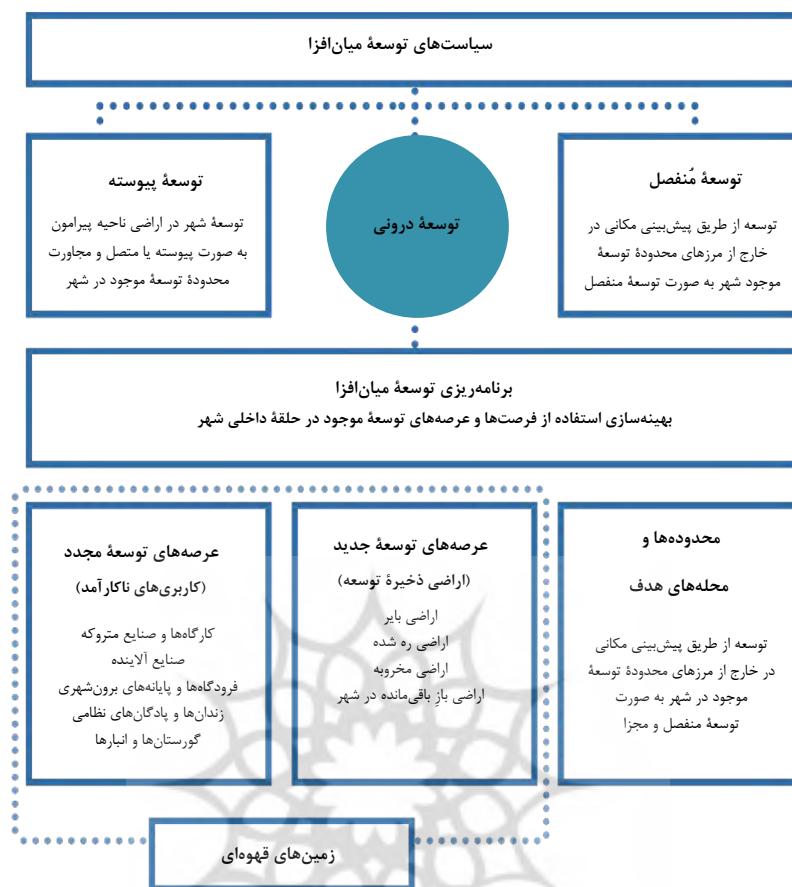 سیاست‌های توسعهٔ میان‌افزا
توسعهٔ مُنفصل
توسعه از طریق پیش‌بینی مکانی در
خارج از مرزهای محدودهٔ توسعهٔ
موجود شهر به صورت توسعهٔ منفصل
توسعهٔ درونی
توسعهٔ پیوسته
توسعهٔ شهر در اراضی ناحیه پیرامون
به صورت پیوسته یا متصل و مجاورت
محدودهٔ توسعهٔ موجود در شهر
برنامه‌ریزی توسعهٔ میان‌افزا
بهینه‌سازی استفاده از فرصت‌ها و عرصه‌های توسعهٔ موجود در حلقهٔ داخلی شهر
محدوده‌ها و
محله‌های هدف
توسعه از طریق پیش‌بینی مکانی
در خارج از مرزهای محدودهٔ توسعهٔ
موجود در شهر به صورت
توسعهٔ منفصل و مجزا
عرصه‌های توسعهٔ جدید
(اراضی ذخیرهٔ توسعه)
اراضی بایر
اراضی ره شده
اراضی مخروبه
اراضی بازِ باقی‌مانده در شهر
عرصه‌های توسعهٔ مجدد
(کاربری‌های ناکارآمد)
کارگاه‌ها و صنایع متروکه
صنایع آلاینده
فرودگاه‌ها و پایانه‌های برون‌شهری
زندان‌ها و پادگان‌های نظامی
گورستان‌ها و انبارها
زمین‌های قهوه‌ای